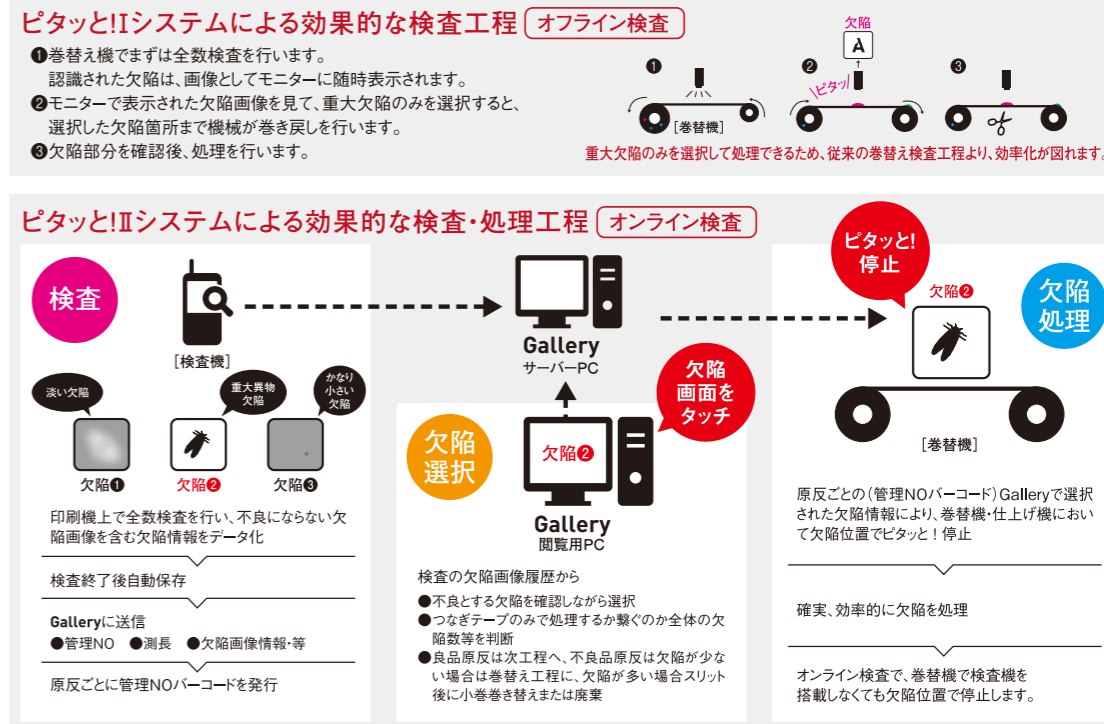 ピタッと!Iシステムによる効果的な検査工程 オフライン検査
❶巻替え機でまずは全数検査を行います。
認識された欠陥は、画像としてモニターに随時表示されます。
❷モニターで表示された欠陥画像を見て、重大欠陥のみを選択すると、
選択した欠陥箇所まで機械が巻き戻しを行います。
❸欠陥部分を確認後、処理を行います。
❶
[巻替機]
❷
欠陥
A
ピタッ
❸
重大欠陥のみを選択して処理できるため、従来の巻替え検査工程より、効率化が図れます。
ピタッと!Ⅱシステムによる効果的な検査・処理工程 オンライン検査
検査
[検査機]
淡い欠陥
重大異物
欠陥
かなり
小さい
欠陥
欠陥❶
欠陥❷
欠陥❸
印刷機上で全数検査を行い、不良にならない欠
陥画像を含む欠陥情報をデータ化
検査終了後自動保存
Galleryに送信
●管理NO ●測長 ●欠陥画像情報・等
原反ごとに管理NOバーコードを発行
Gallery
サーバーPC
欠陥
選択
欠陥❷
欠陥
画面を
タッチ
Gallery
閲覧用PC
検査の欠陥画像履歴から
●不良とする欠陥を確認しながら選択
●つなぎテープのみで処理するか繋ぐのか全体の欠
陥数等を判断
●良品原反は次工程へ、不良品原反は欠陥が少な
い場合は巻替え工程に、欠陥が多い場合スリット
後に小巻巻き替えまたは廃棄
ピタッと!
停止
欠陥❷
欠陥
処理
[巻替機]
原反ごとの(管理NOバーコード)Galleryで選択
された欠陥情報により、巻替機・仕上げ機におい
て欠陥位置でピタッと!停止
確実、効率的に欠陥を処理
オンライン検査で、巻替機で検査機を
搭載しなくても欠陥位置で停止します。